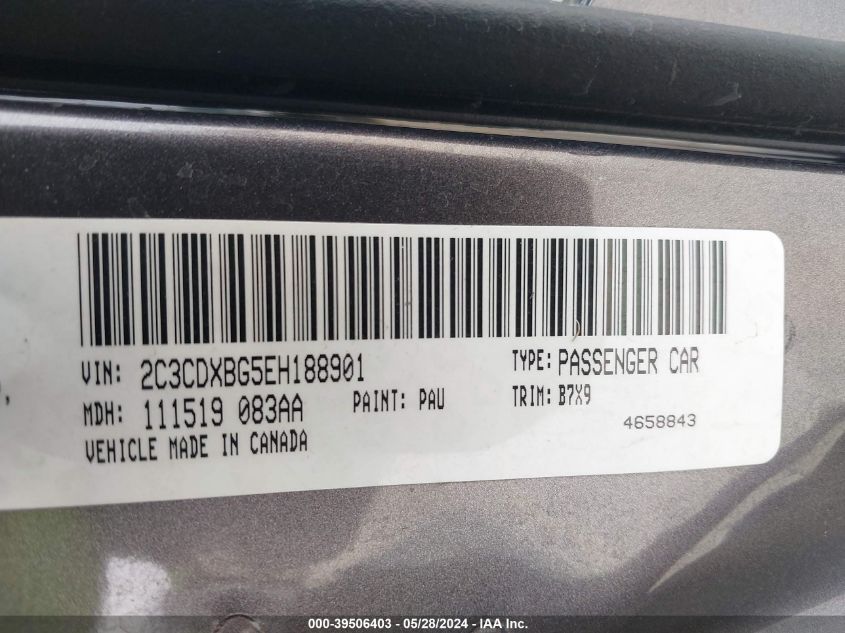 VIN: 2C3CDXBG5EH188901 TYPE: PASSENGER CAR
MDH: 111519 083AA PAINT: PAU TRIM: B7X9
4658843
VEHICLE MADE IN CANADA
000-39506403 - 05/28/2024 - IAA Inc.